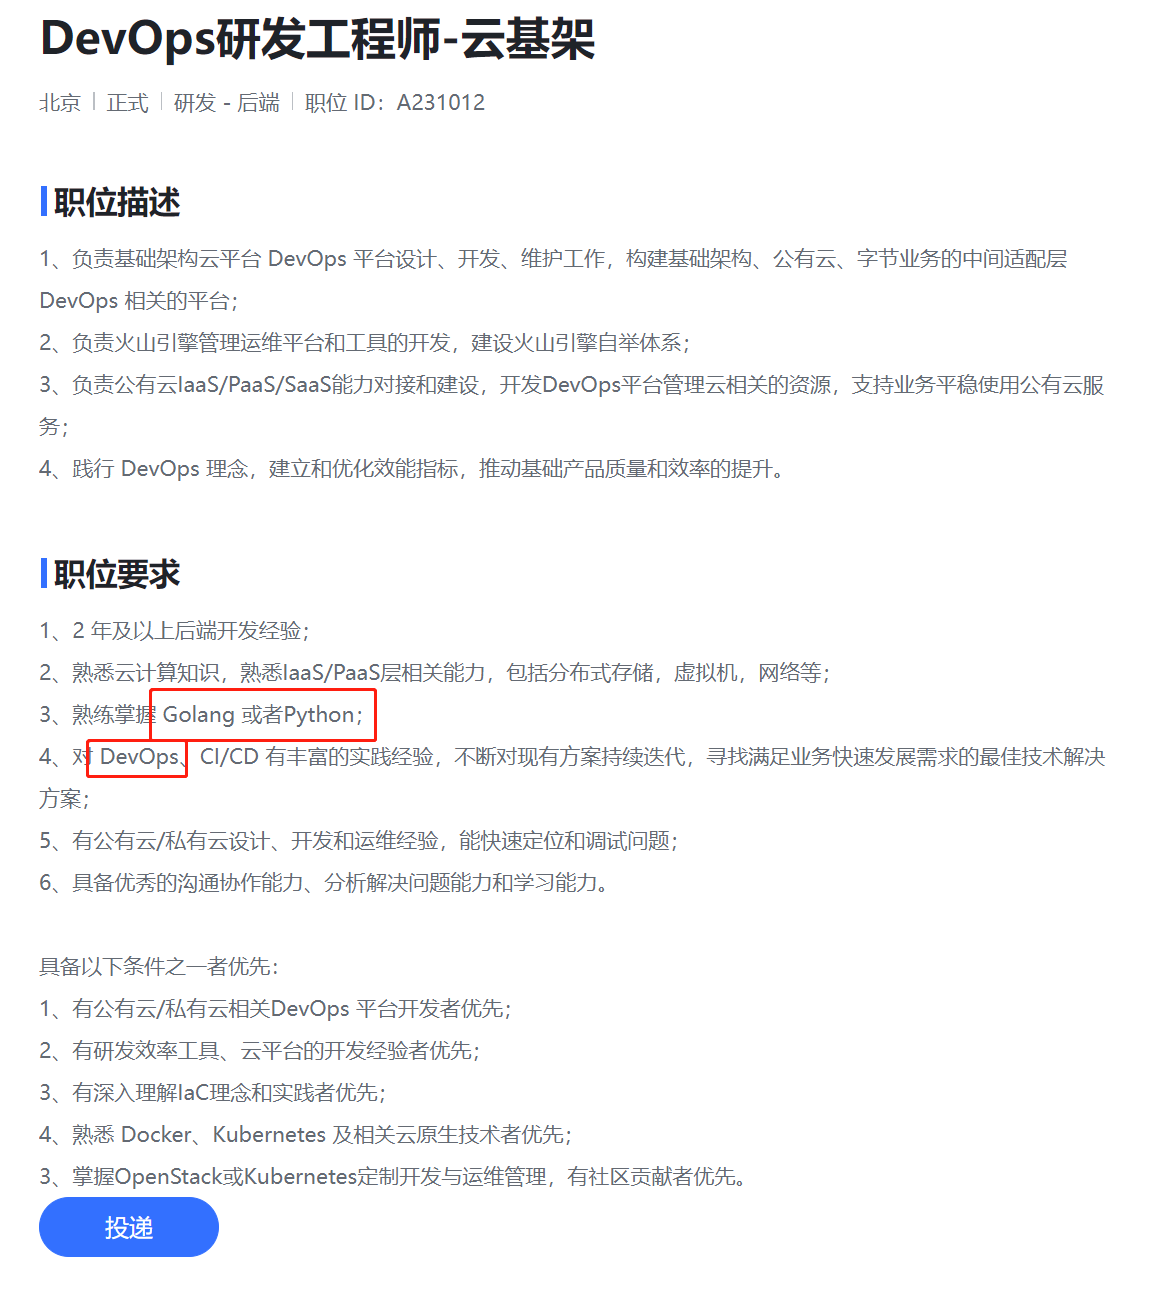 DevOps研发工程师-云基架
北京 | 正式 | 研发 - 后端 | 职位 ID：A231012
职位描述
1、负责基础架构云平台 DevOps 平台设计、开发、维护工作，构建基础架构、公有云、字节业务的中间适配层
DevOps 相关的平台；
2、负责火山引擎管理运维平台和工具的开发，建设火山引擎自举体系；
3、负责公有云IaaS/PaaS/SaaS能力对接和建设，开发DevOps平台管理云相关的资源，支持业务平稳使用公有云服
务；
4、践行 DevOps 理念，建立和优化效能指标，推动基础产品质量和效率的提升。
职位要求
1、2 年及以上后端开发经验；
2、熟悉云计算知识，熟悉IaaS/PaaS层相关能力，包括分布式存储，虚拟机，网络等；
3、熟练掌握 Golang 或者Python；
4、对 DevOps、CI/CD 有丰富的实践经验，不断对现有方案持续迭代，寻找满足业务快速发展需求的最佳技术解决
方案；
5、有公有云/私有云设计、开发和运维经验，能快速定位和调试问题；
6、具备优秀的沟通协作能力、分析解决问题能力和学习能力。
具备以下条件之一者优先：
1、有公有云/私有云相关DevOps 平台开发者优先；
2、有研发效率工具、云平台的开发经验者优先；
3、有深入理解IaC理念和实践者优先；
4、熟悉 Docker、Kubernetes 及相关云原生技术者优先；
3、掌握OpenStack或Kubernetes定制开发与运维管理，有社区贡献者优先。
投递